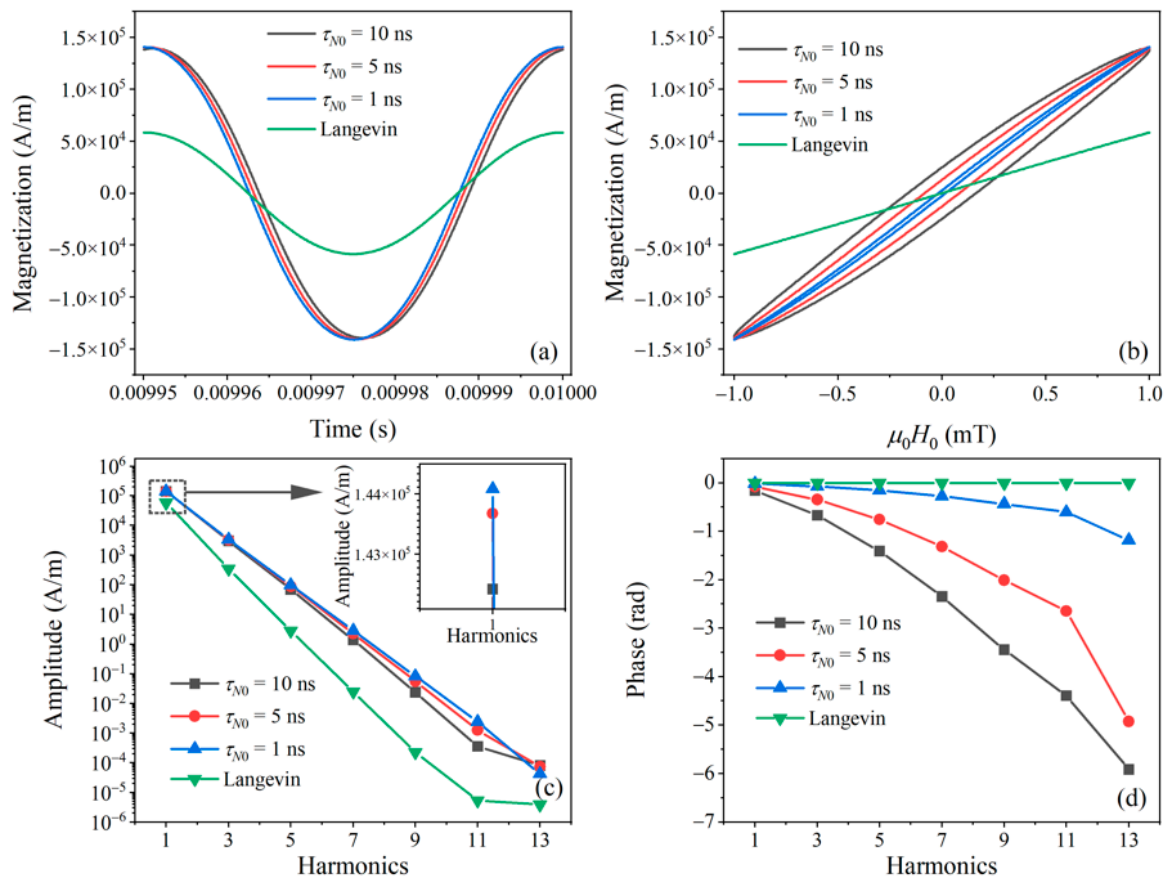 1.5×10⁵
1.0×10⁵
5.0×10⁴
0.0
−5.0×10⁴
−1.0×10⁵
−1.5×10⁵
Magnetization (A/m)
τN0 = 10 ns
τN0 = 5 ns
τN0 = 1 ns
Langevin
(a)
0.00995 0.00996 0.00997 0.00998 0.00999 0.01000
Time (s)
1.5×10⁵
1.0×10⁵
5.0×10⁴
0.0
−5.0×10⁴
−1.0×10⁵
−1.5×10⁵
Magnetization (A/m)
τN0 = 10 ns
τN0 = 5 ns
τN0 = 1 ns
Langevin
(b)
−1.0 −0.5 0.0 0.5 1.0
μ0H0 (mT)
10⁶
10⁵
10⁴
10³
10²
10¹
10⁰
10⁻¹
10⁻²
10⁻³
10⁻⁴
10⁻⁵
10⁻⁶
Amplitude (A/m)
Amplitude (A/m)
1.44×10⁵
1.43×10⁵
1
Harmonics
τN0 = 10 ns
τN0 = 5 ns
τN0 = 1 ns
Langevin
(c)
1 3 5 7 9 11 13
Harmonics
0
−1
−2
−3
−4
−5
−6
−7
Phase (rad)
τN0 = 10 ns
τN0 = 5 ns
τN0 = 1 ns
Langevin
(d)
1 3 5 7 9 11 13
Harmonics